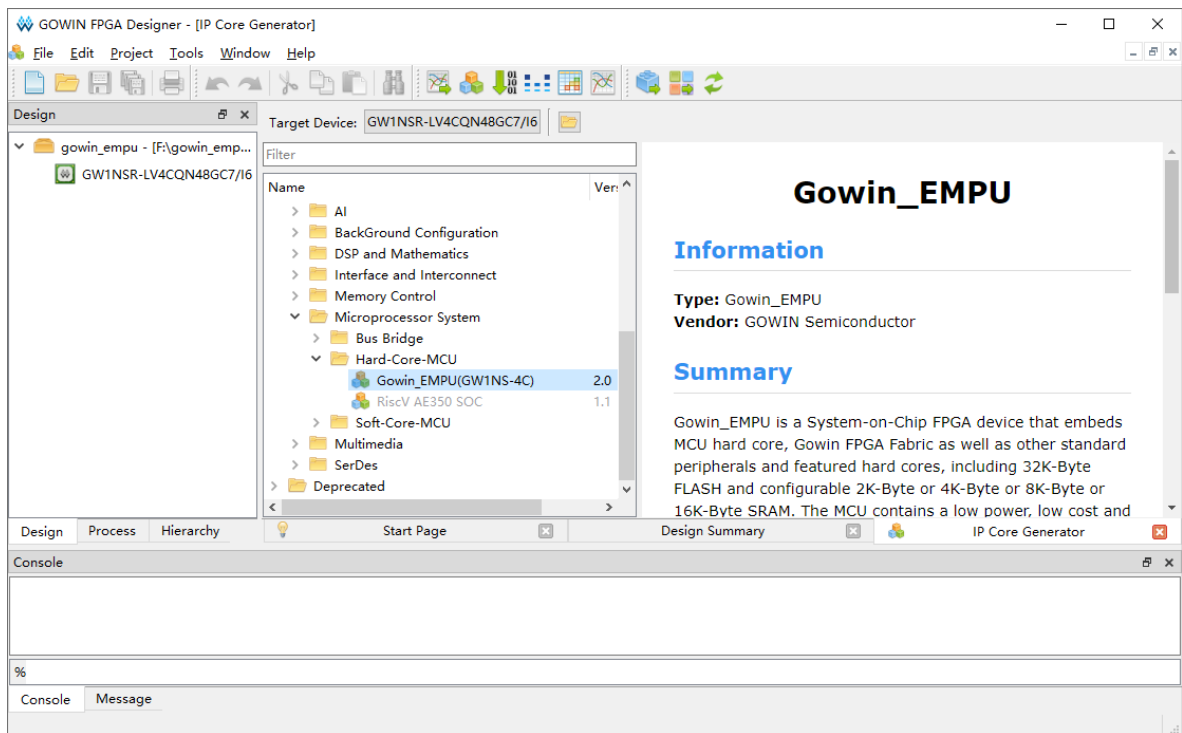 GOWIN FPGA Designer - [IP Core Generator]
File Edit Project Tools Window Help
Design
Target Device: GW1NSR-LV4CQN48GC7/I6
gowin_empu - [F:\gowin_emp...
GW1NSR-LV4CQN48GC7/I6
Filter
Name
AI
BackGround Configuration
DSP and Mathematics
Interface and Interconnect
Memory Control
Microprocessor System
Bus Bridge
Hard-Core-MCU
Gowin_EMPU(GW1NS-4C) 2.0
RiscV AE350 SOC 1.1
Soft-Core-MCU
Multimedia
SerDes
Deprecated
Gowin_EMPU
Information
Type: Gowin_EMPU
Vendor: GOWIN Semiconductor
Summary
Gowin_EMPU is a System-on-Chip FPGA device that embeds
MCU hard core, Gowin FPGA Fabric as well as other standard
peripherals and featured hard cores, including 32K-Byte
FLASH and configurable 2K-Byte or 4K-Byte or 8K-Byte or
16K-Byte SRAM. The MCU contains a low power, low cost and
Design Process Hierarchy
Start Page
Design Summary
IP Core Generator
Console
%
Console Message